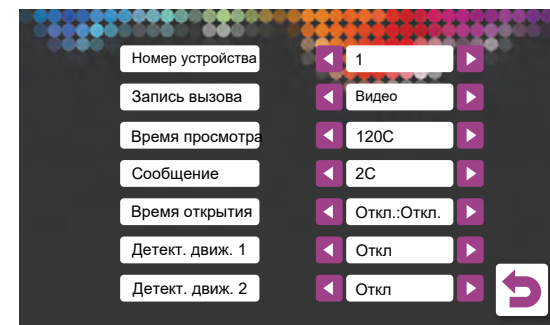 Номер устройства 1
Запись вызова Видео
Время просмотра 120С
Сообщение 2С
Время открытия Откл.:Откл.
Детект. движ. 1 Откл
Детект. движ. 2 Откл